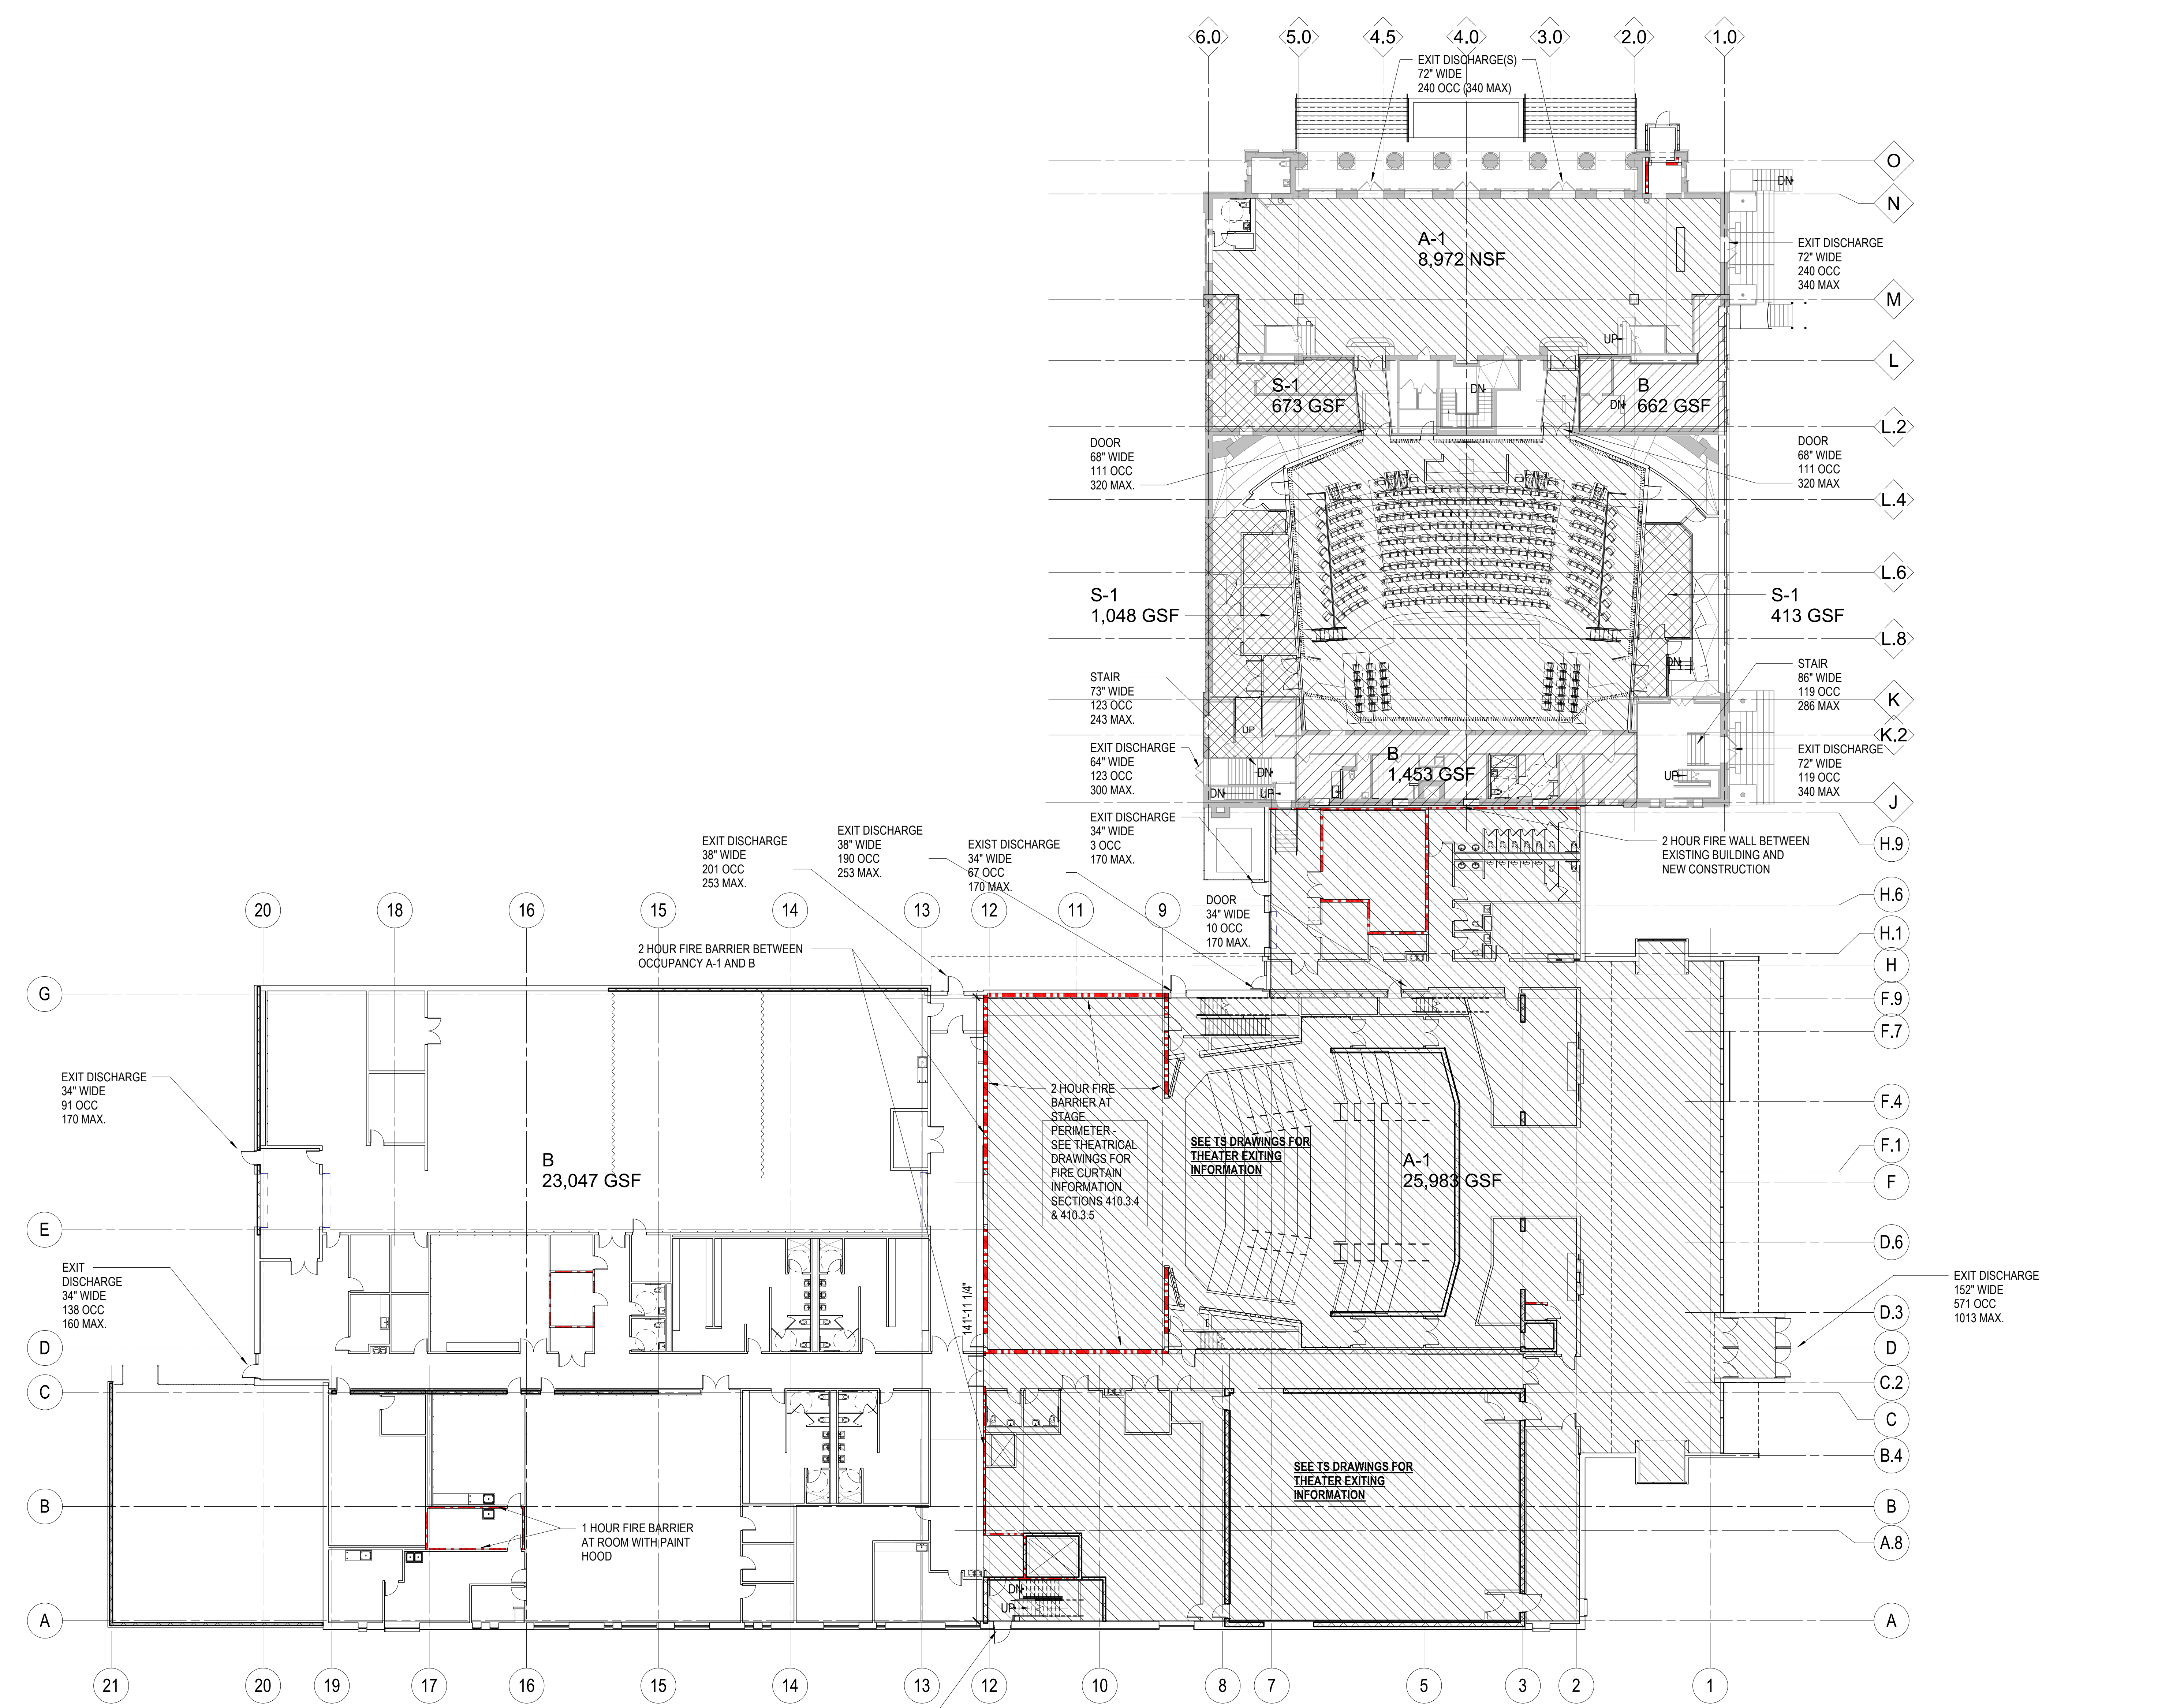 6.0 5.0 4.5 4.0 3.0 2.0 1.0
EXIT DISCHARGE(S)
72" WIDE
240 OCC (340 MAX)
O
DN
N
A-1
8,972 NSF
EXIT DISCHARGE
72" WIDE
240 OCC
340 MAX
M
UP
DN
L
S-1
673 GSF
DN
B
662 GSF
DN
L.2
DOOR
68" WIDE
111 OCC
320 MAX.
DOOR
68" WIDE
111 OCC
320 MAX
L.4
L.6
S-1
1,048 GSF
S-1
413 GSF
L.8
DN
STAIR
73" WIDE
123 OCC
243 MAX.
STAIR
86" WIDE
119 OCC
286 MAX
K
UP
K.2
EXIT DISCHARGE
64" WIDE
123 OCC
300 MAX.
B
1,453 GSF
EXIT DISCHARGE
72" WIDE
119 OCC
340 MAX
DN
UP
DN
UP
J
EXIT DISCHARGE
34" WIDE
3 OCC
170 MAX.
EXIT DISCHARGE
38" WIDE
201 OCC
253 MAX.
EXIT DISCHARGE
38" WIDE
190 OCC
253 MAX.
EXIST DISCHARGE
34" WIDE
67 OCC
170 MAX.
2 HOUR FIRE WALL BETWEEN
EXISTING BUILDING AND
NEW CONSTRUCTION
H.9
H.6
20 18 16 15 14 13 12 11 9
DOOR
34" WIDE
10 OCC
170 MAX.
H.1
2 HOUR FIRE BARRIER BETWEEN
OCCUPANCY A-1 AND B
H
G
F.9
F.7
EXIT DISCHARGE
34" WIDE
91 OCC
170 MAX.
2 HOUR FIRE
BARRIER AT
STAGE
PERIMETER -
SEE THEATRICAL
DRAWINGS FOR
FIRE CURTAIN
INFORMATION
SECTIONS 410.3.4
& 410.3.5
F.4
SEE TS DRAWINGS FOR
THEATER EXITING
INFORMATION
F.1
B
23,047 GSF
A-1
25,983 GSF
F
E
D.6
EXIT
DISCHARGE
34" WIDE
138 OCC
160 MAX.
141'-11 1/4"
EXIT DISCHARGE
152" WIDE
571 OCC
1013 MAX.
D.3
D
D
C.2
C
C
B.4
SEE TS DRAWINGS FOR
THEATER EXITING
INFORMATION
B
B
1 HOUR FIRE BARRIER
AT ROOM WITH PAINT
HOOD
A.8
DN
UP
A
A
21 20 19 17 16 15 14 13 12 10 8 7 5 3 2 1